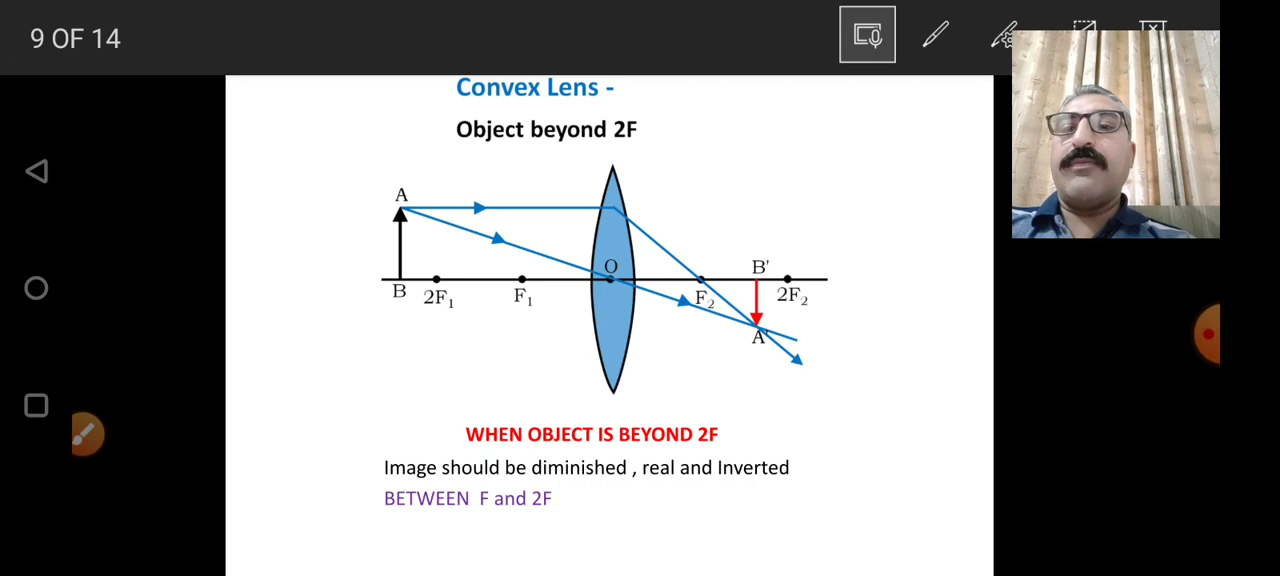 9 OF 14
Convex Lens -
Object beyond 2F
A
O
B'
B
2F₁
F₁
F₂
2F₂
A'
WHEN OBJECT IS BEYOND 2F
Image should be diminished , real and Inverted
BETWEEN F and 2F